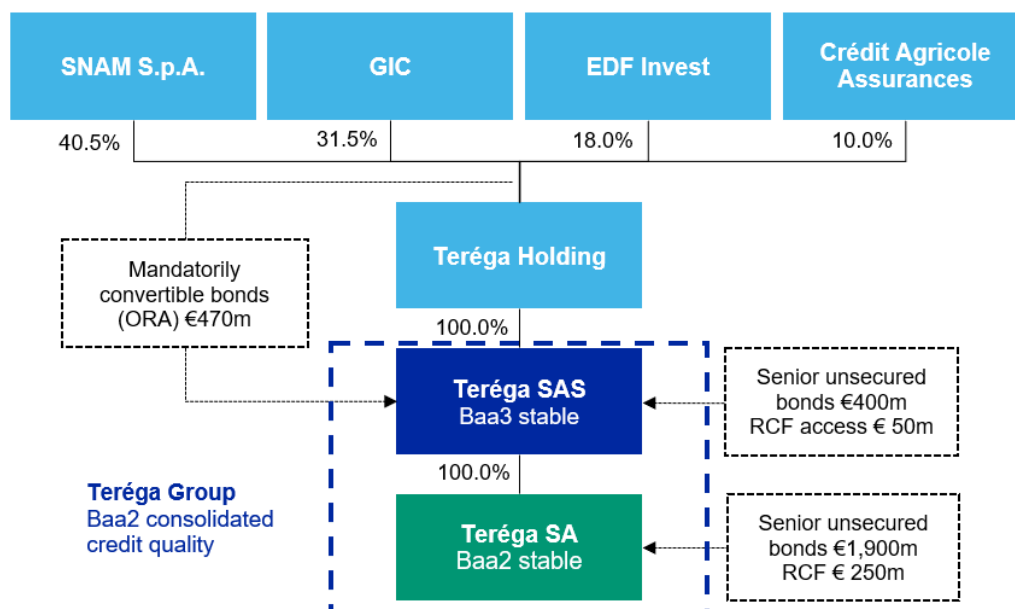 SNAM S.p.A.
GIC
EDF Invest
Crédit Agricole
Assurances
40.5%
31.5%
18.0%
10.0%
Mandatorily
convertible bonds
(ORA) €470m
Teréga Holding
100.0%
Teréga SAS
Baa3 stable
Senior unsecured
bonds €400m
RCF access € 50m
100.0%
Teréga Group
Baa2 consolidated
credit quality
Teréga SA
Baa2 stable
Senior unsecured
bonds €1,900m
RCF € 250m